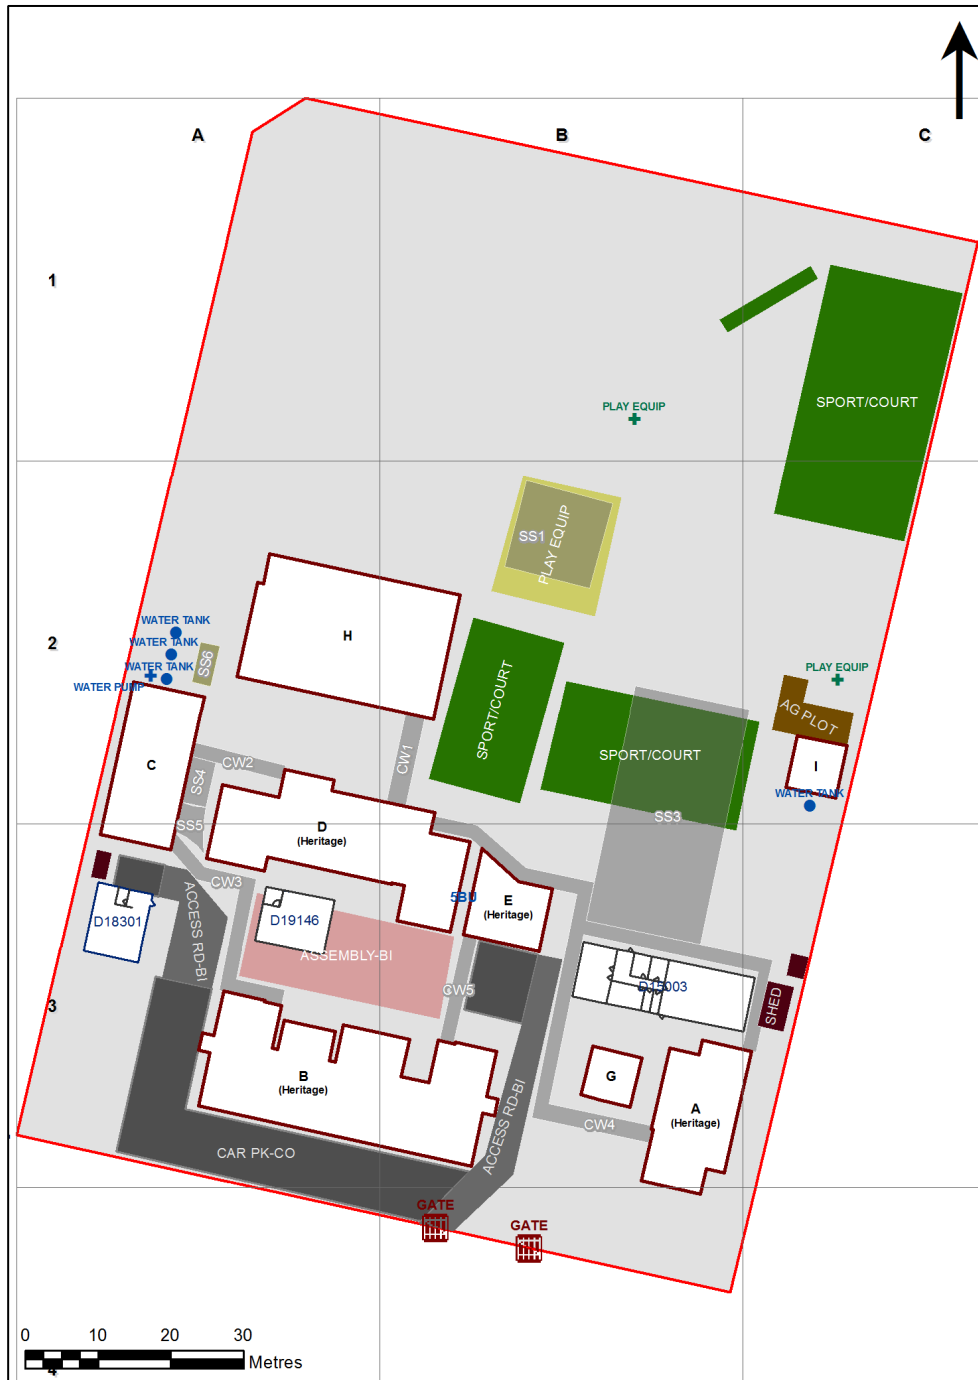 A
B
C
1
SPORT/COURT
PLAY EQUIP
SS1
PLAY EQUIP
WATER TANK
WATER TANK
WATER TANK
WATER PUMP
SS6
H
2
SPORT/COURT
SPORT/COURT
PLAY EQUIP
AG PLOT
I
WATER TANK
C
CW2
SS4
CW1
SS5
SS3
D
(Heritage)
CW3
5BU
E
(Heritage)
D18301
ACCESS RD-BI
D19146
ASSEMBLY-BI
CW5
D15003
SHED
3
B
(Heritage)
G
A
(Heritage)
CW4
ACCESS RD-BI
CAR PK-CO
GATE
GATE
0 10 20 30
Metres
4